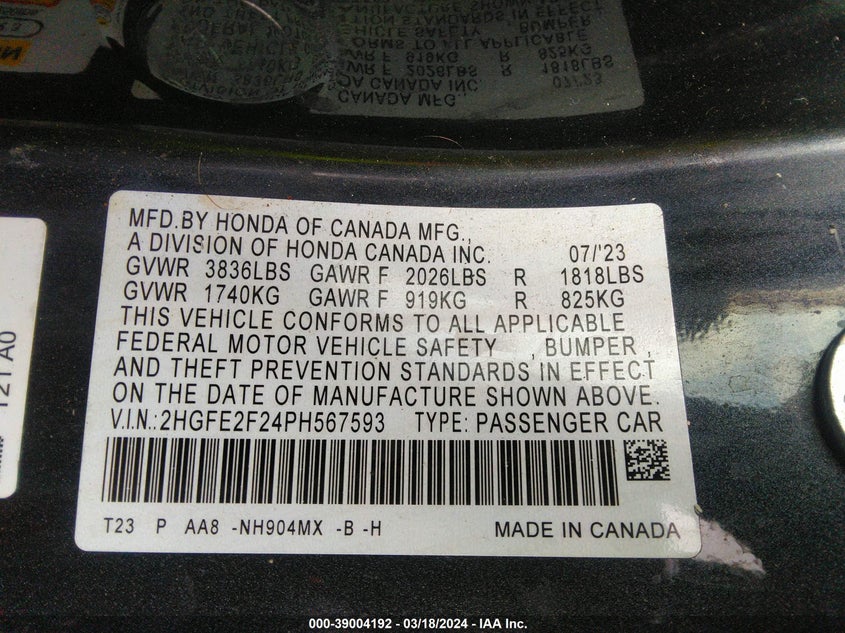 MFD.BY HONDA OF CANADA MFG.,
A DIVISION OF HONDA CANADA INC. 07/'23
GVWR 3836LBS GAWR F 2026LBS R 1818LBS
GVWR 1740KG GAWR F 919KG R 825KG
THIS VEHICLE CONFORMS TO ALL APPLICABLE
FEDERAL MOTOR VEHICLE SAFETY , BUMPER ,
AND THEFT PREVENTION STANDARDS IN EFFECT
ON THE DATE OF MANUFACTURE SHOWN ABOVE.
V.I.N.:2HGFE2F24PH567593 TYPE: PASSENGER CAR
T23 P AA8 -NH904MX -B -H MADE IN CANADA
121 A0
000-39004192 - 03/18/2024 - IAA Inc.